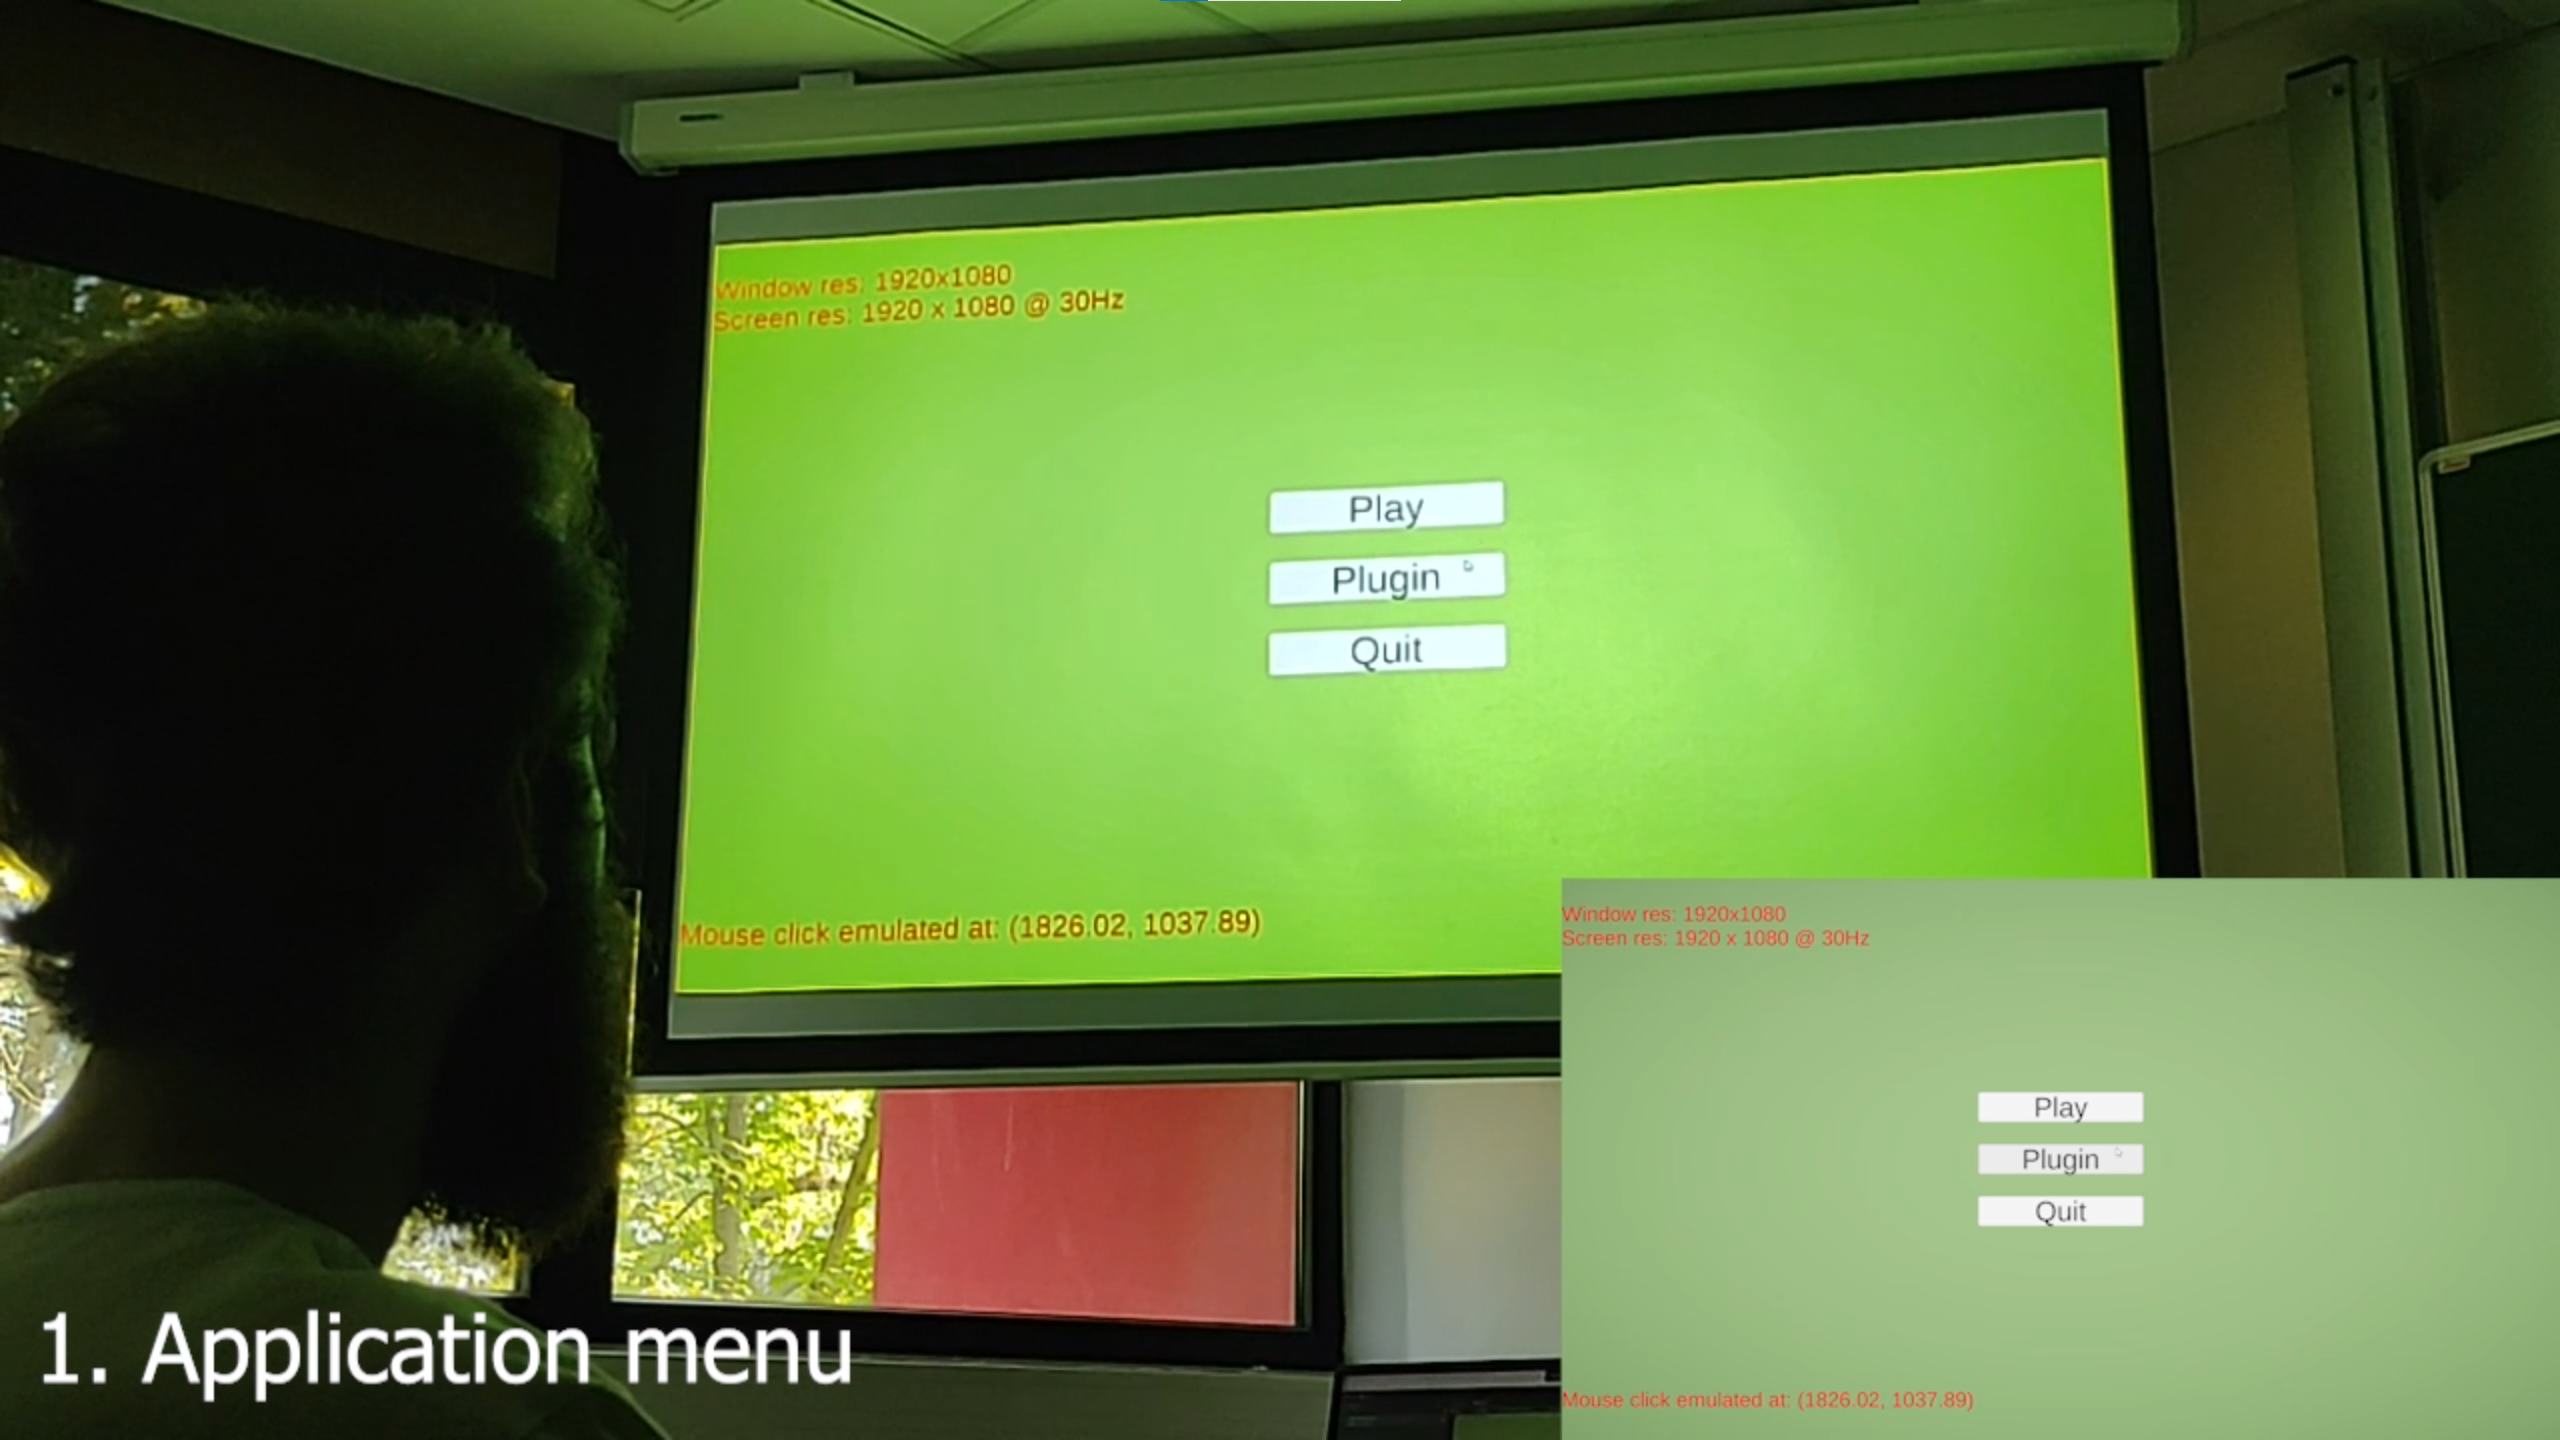 Window res: 1920x1080
Screen res: 1920 x 1080 @ 30Hz
Play
Plugin
Quit
Mouse click emulated at: (1826.02, 1037.89)
Window res: 1920x1080
Screen res: 1920 x 1080 @ 30Hz
Play
Plugin
Quit
Mouse click emulated at: (1826.02, 1037.89)
1. Application menu